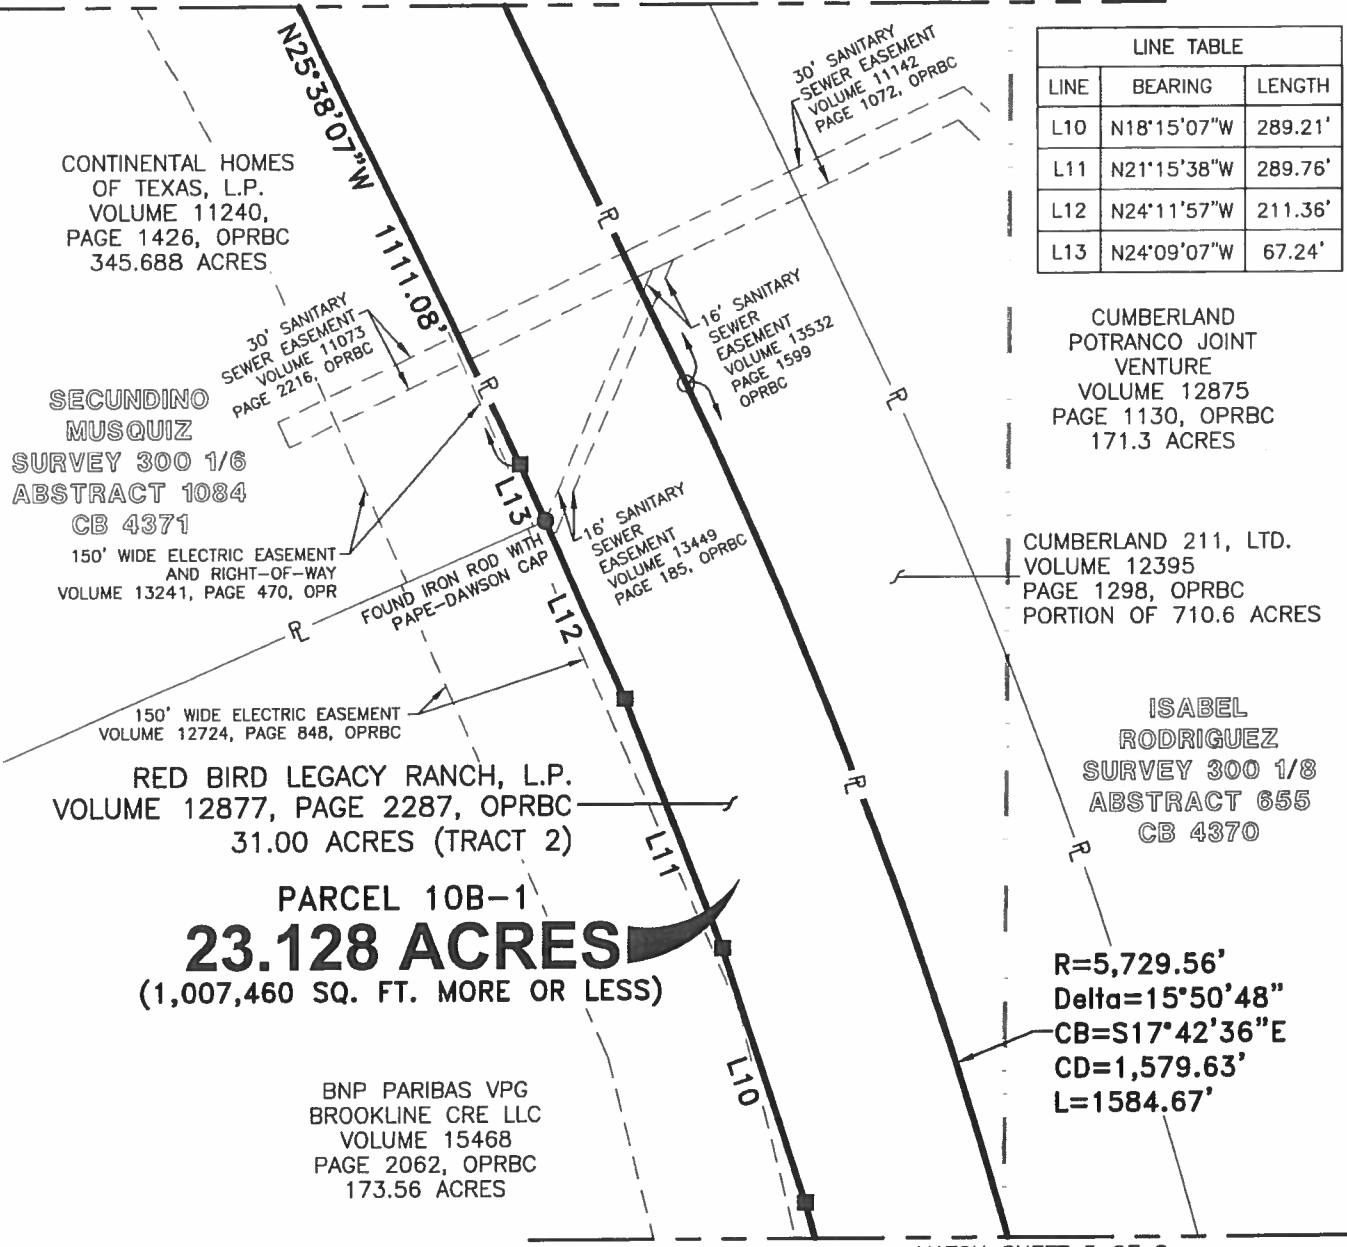 N25°38'07"W 1111.08'
30' SANITARY
SEWER EASEMENT
VOLUME 11142
PAGE 1072, OPRBC
LINE TABLE
LINE BEARING LENGTH
L10 N18°15'07"W 289.21'
L11 N21°15'38"W 289.76'
L12 N24°11'57"W 211.36'
L13 N24°09'07"W 67.24'
CONTINENTAL HOMES
OF TEXAS, L.P.
VOLUME 11240,
PAGE 1426, OPRBC
345.688 ACRES
PL
30' SANITARY
SEWER EASEMENT
VOLUME 11073
PAGE 2216, OPRBC
16' SANITARY
SEWER
EASEMENT
VOLUME 13532
PAGE 1599
OPRBC
CUMBERLAND
POTRANCO JOINT
VENTURE
VOLUME 12875
PAGE 1130, OPRBC
171.3 ACRES
SECUNDINO
MUSQUIZ
SURVEY 300 1/6
ABSTRACT 1084
CB 4371
PL
PL
L13
150' WIDE ELECTRIC EASEMENT
AND RIGHT-OF-WAY
VOLUME 13241, PAGE 470, OPR
FOUND IRON ROD WITH
PAPE-DAWSON CAP
16' SANITARY
SEWER
EASEMENT
VOLUME 13449
PAGE 185, OPRBC
CUMBERLAND 211, LTD.
VOLUME 12395
PAGE 1298, OPRBC
PORTION OF 710.6 ACRES
PL
L12
150' WIDE ELECTRIC EASEMENT
VOLUME 12724, PAGE 848, OPRBC
ISABEL
RODRIGUEZ
SURVEY 300 1/8
ABSTRACT 655
CB 4370
RED BIRD LEGACY RANCH, L.P.
VOLUME 12877, PAGE 2287, OPRBC
31.00 ACRES (TRACT 2)
PL
PL
L11
PARCEL 10B-1
23.128 ACRES
(1,007,460 SQ. FT. MORE OR LESS)
R=5,729.56'
Delta=15°50'48"
CB=S17°42'36"E
CD=1,579.63'
L=1584.67'
L10
BNP PARIBAS VPG
BROOKLINE CRE LLC
VOLUME 15468
PAGE 2062, OPRBC
173.56 ACRES